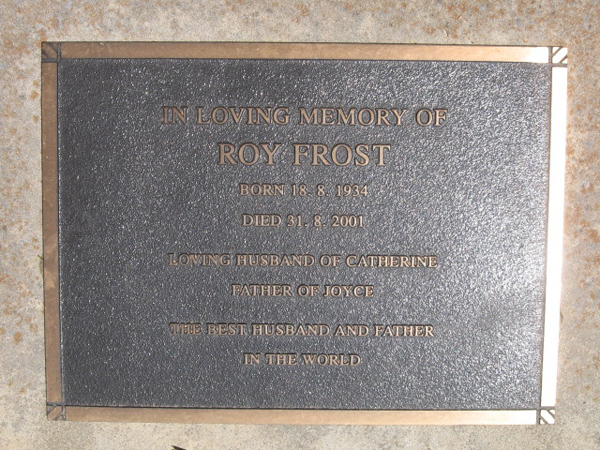 IN LOVING MEMORY OF
ROY FROST
BORN 18. 8. 1934
DIED 31. 8. 2001
LOVING HUSBAND OF CATHERINE
FATHER OF JOYCE
THE BEST HUSBAND AND FATHER
IN THE WORLD